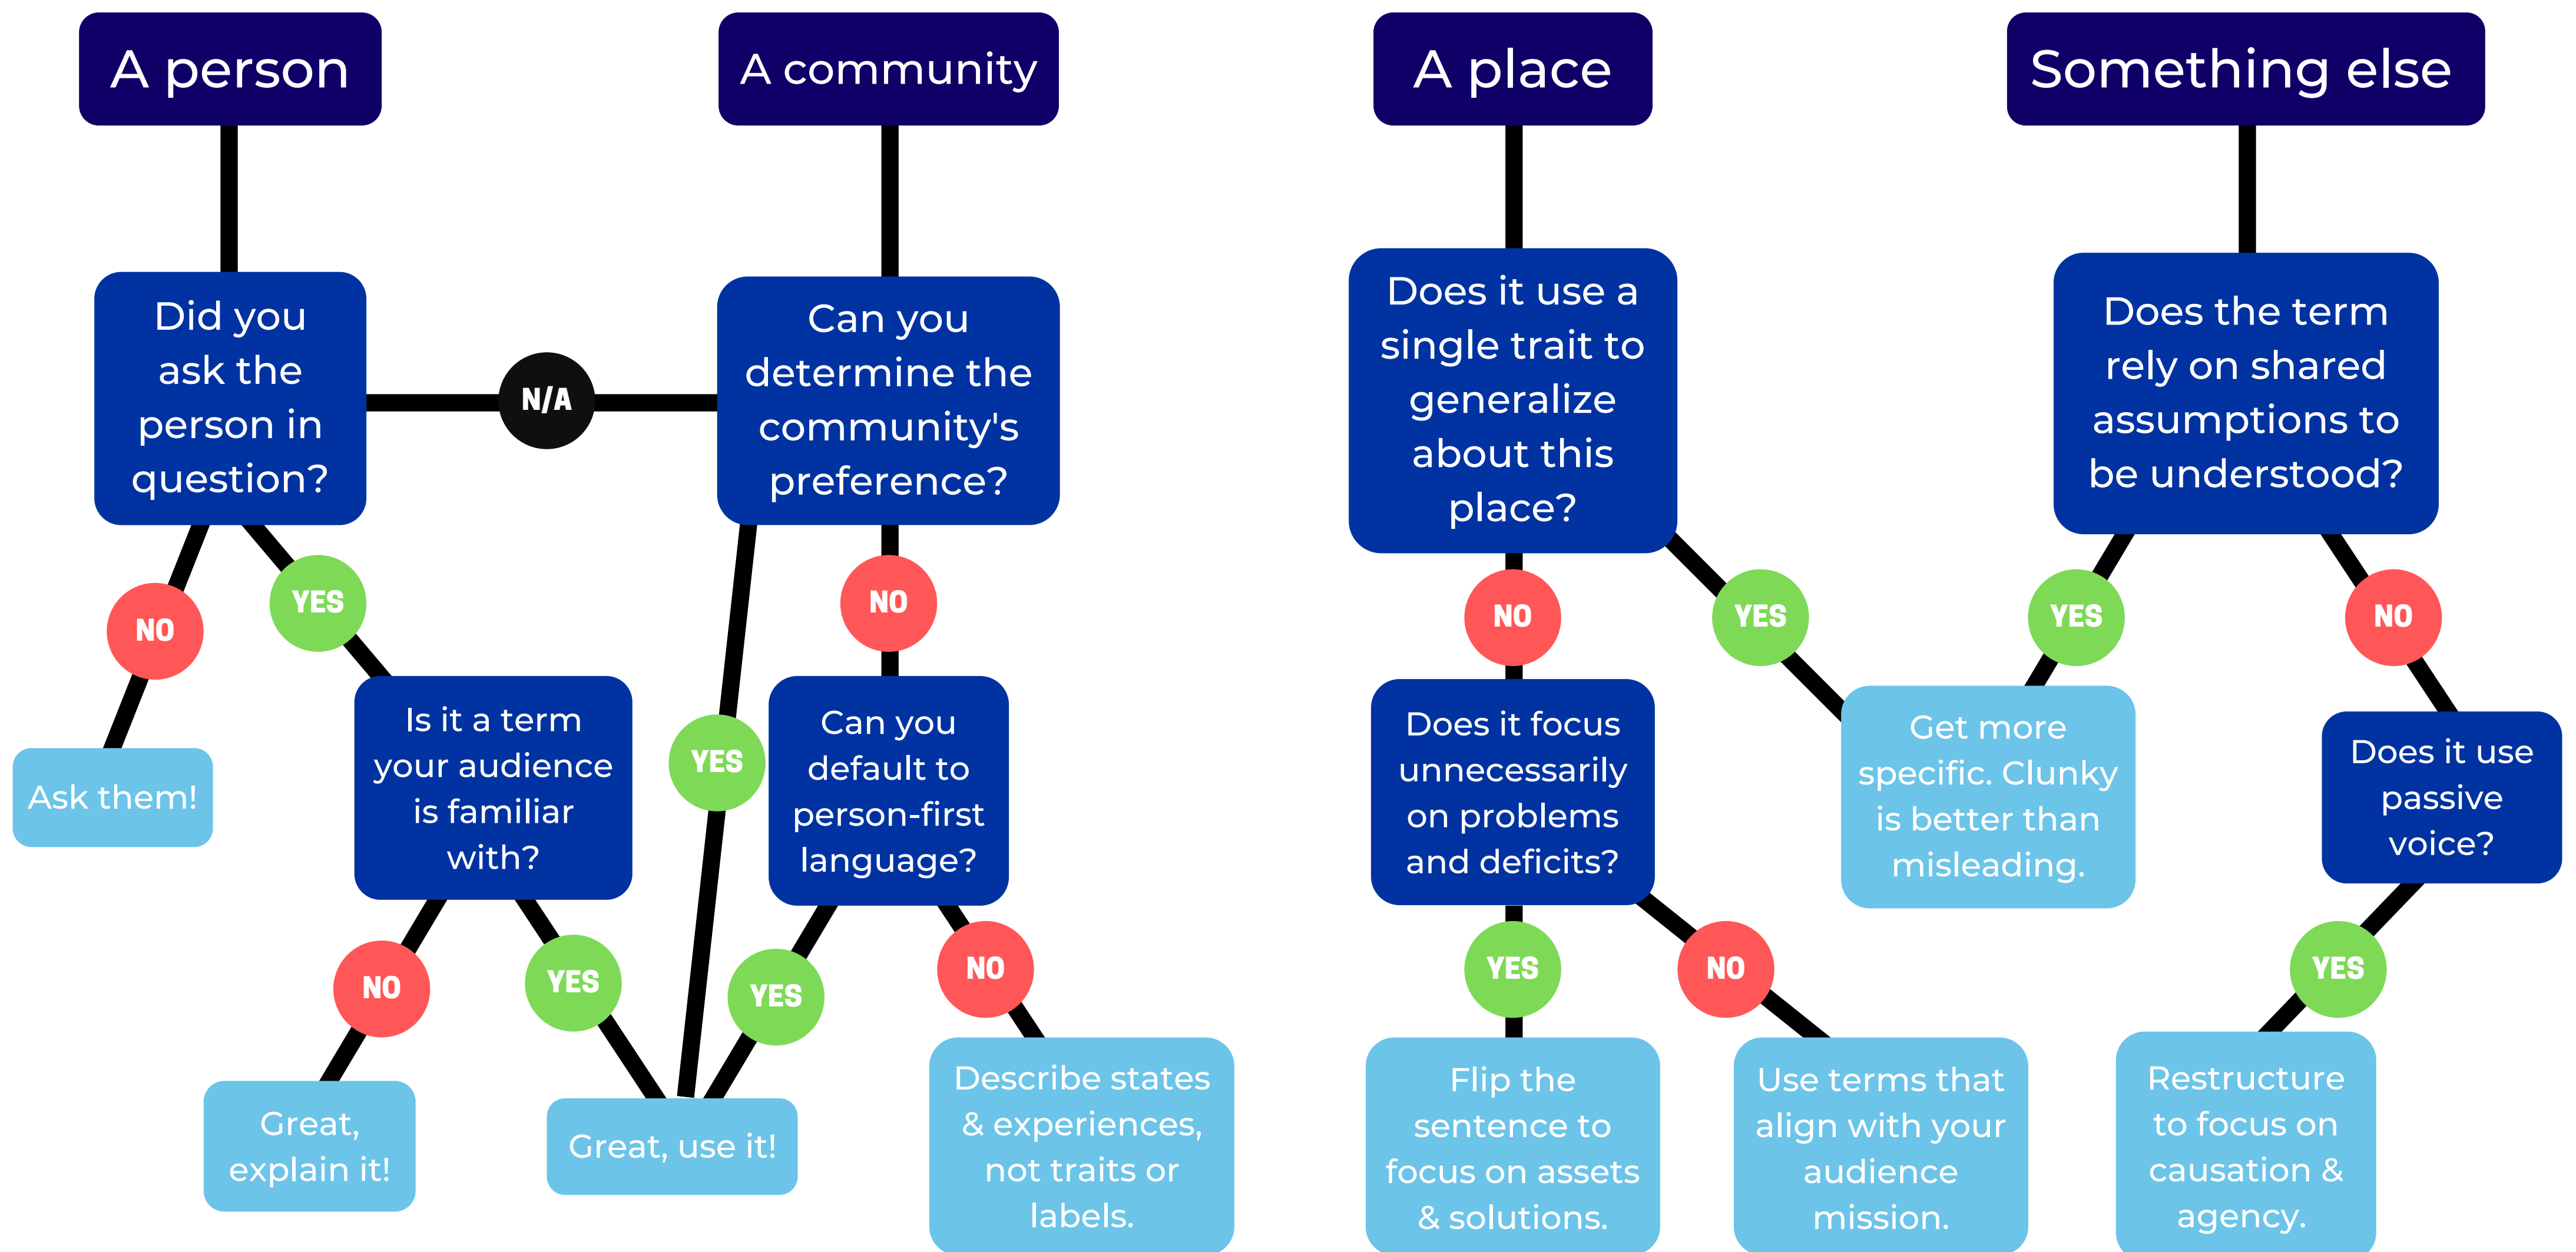 A person
A community
A place
Something else
Did you
ask the
person in
question?
N/A
Can you
determine the
community's
preference?
Does it use a
single trait to
generalize
about this
place?
Does the term
rely on shared
assumptions to
be understood?
NO
YES
NO
NO
YES
YES
NO
Ask them!
Is it a term
your audience
is familiar
with?
YES
Can you
default to
person-first
language?
Does it focus
unnecessarily
on problems
and deficits?
Get more
specific. Clunky
is better than
misleading.
Does it use
passive
voice?
NO
YES
YES
NO
YES
NO
YES
Great,
explain it!
Great, use it!
Describe states
& experiences,
not traits or
labels.
Flip the
sentence to
focus on assets
& solutions.
Use terms that
align with your
audience
mission.
Restructure
to focus on
causation &
agency.